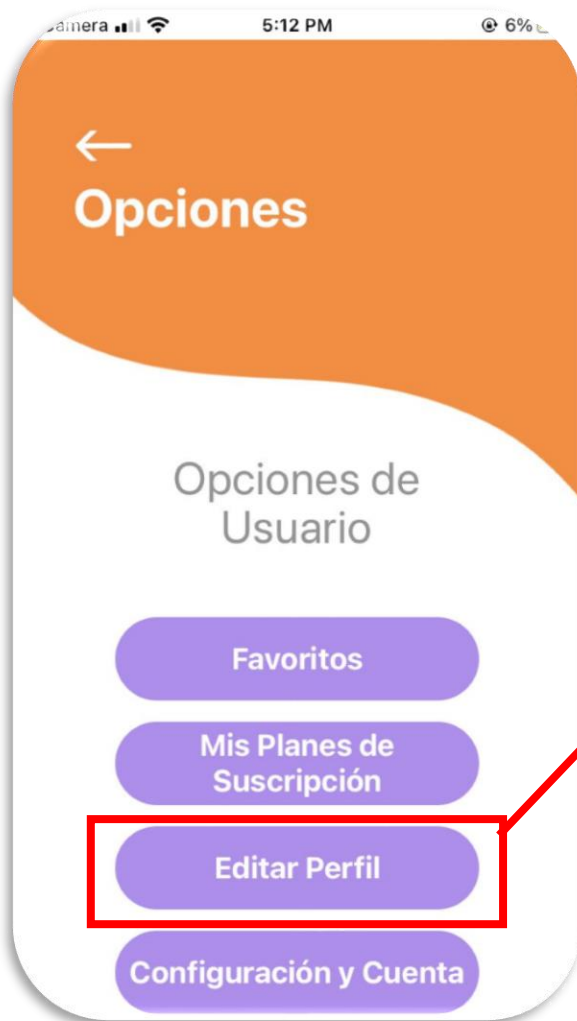 5:12 PM
6%
Opciones
Opciones de
Usuario
Favoritos
Mis Planes de
Suscripción
Editar Perfil
Configuración y Cuenta